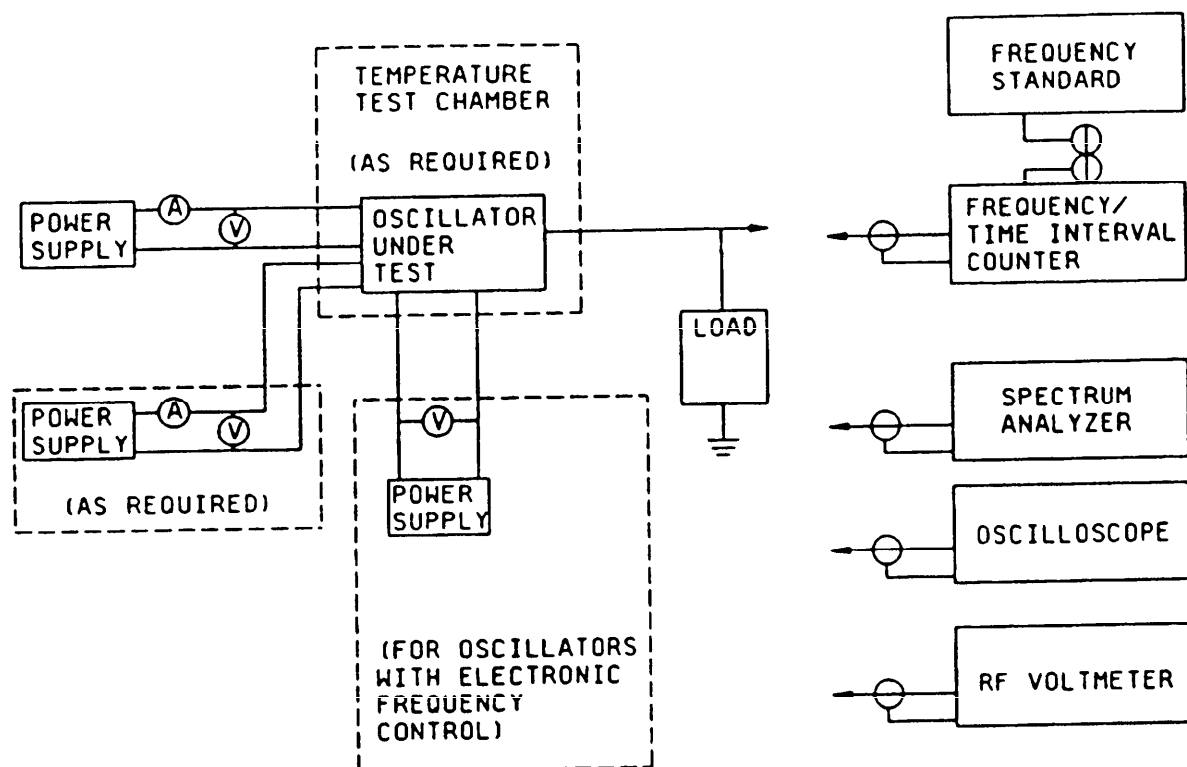 TEMPERATURE
TEST CHAMBER
(AS REQUIRED)
FREQUENCY
STANDARD
POWER
SUPPLY
A
V
OSCILLATOR
UNDER
TEST
FREQUENCY/
TIME INTERVAL
COUNTER
LOAD
POWER
SUPPLY
A
V
(AS REQUIRED)
V
POWER
SUPPLY
(FOR OSCILLATORS
WITH ELECTRONIC
FREQUENCY
CONTROL)
SPECTRUM
ANALYZER
OSCILLOSCOPE
RF VOLTMETER